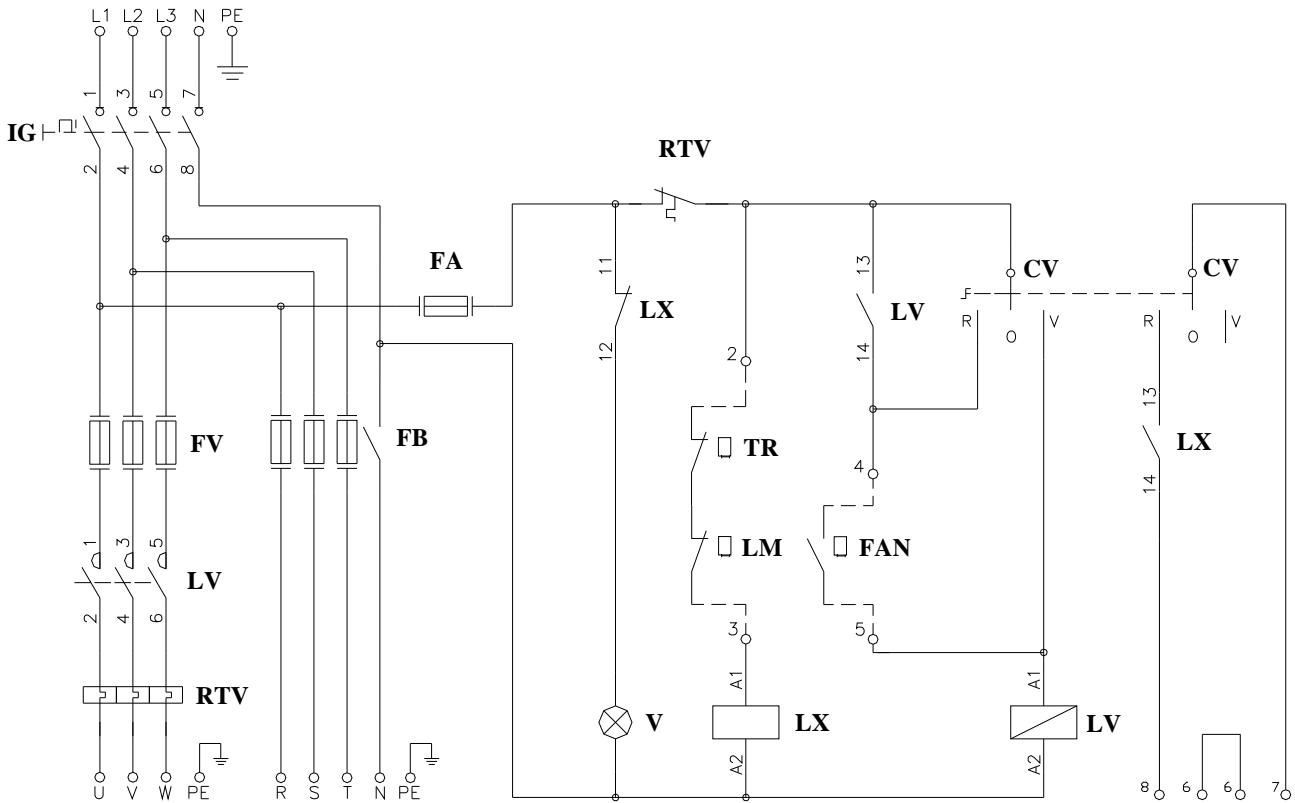 L1 L2 L3 N PE
1 3 5 7
IG
2 4 6 8
RTV
FA
11
LX
12
13
LV
14
CV
R O V
CV
R O V
2
13
LX
14
FV
FB
TR
4
LM
FAN
1 3 5
LV
2 4 6
3
5
A1
A1
RTV
V
LX
LV
A2
A2
U V W PE
R S T N PE
8 6 6 7